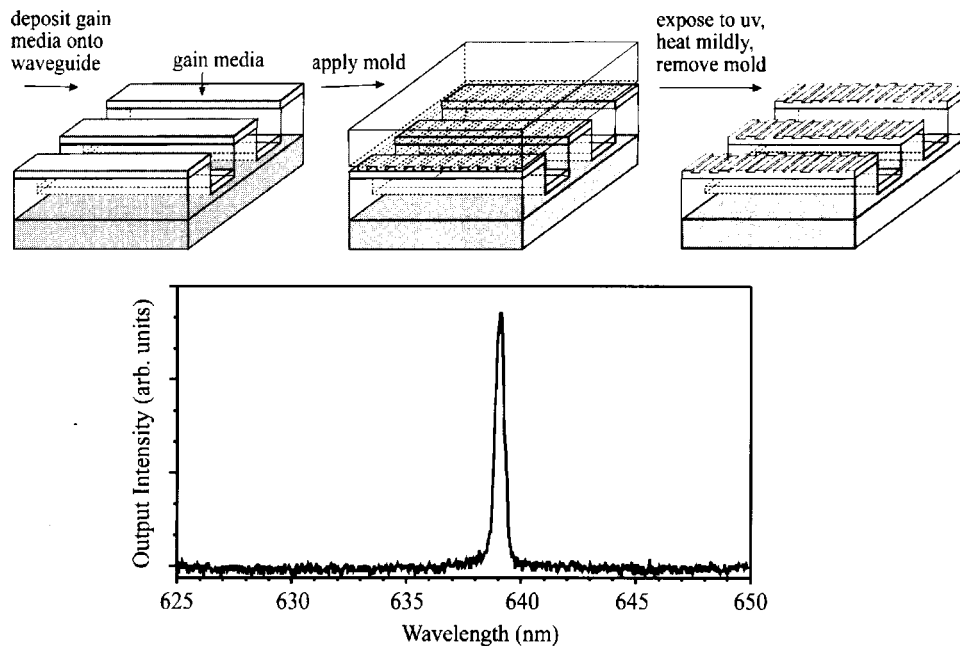 deposit gain
media onto
waveguide
gain media
apply mold
expose to uv,
heat mildly,
remove mold
Output Intensity (arb. units)
625 630 635 640 645 650
Wavelength (nm)